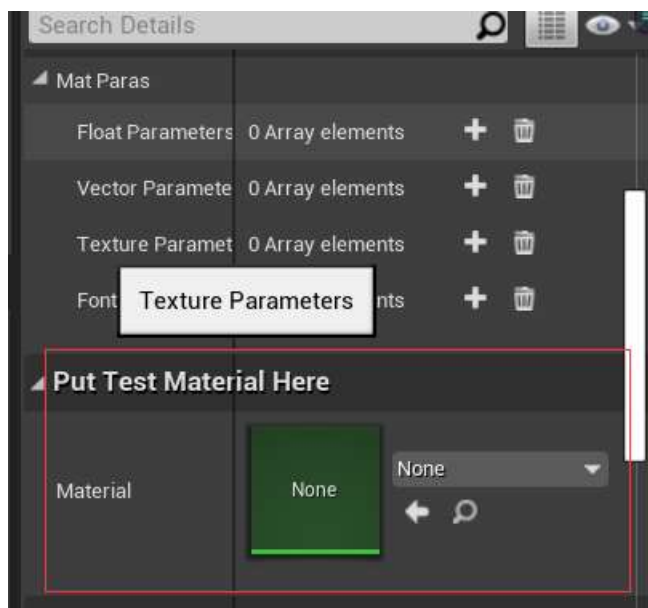 Search Details
Mat Paras
Float Parameters 0 Array elements
Vector Paramete 0 Array elements
Texture Paramet 0 Array elements
Font nts
Texture Parameters
Put Test Material Here
Material None None